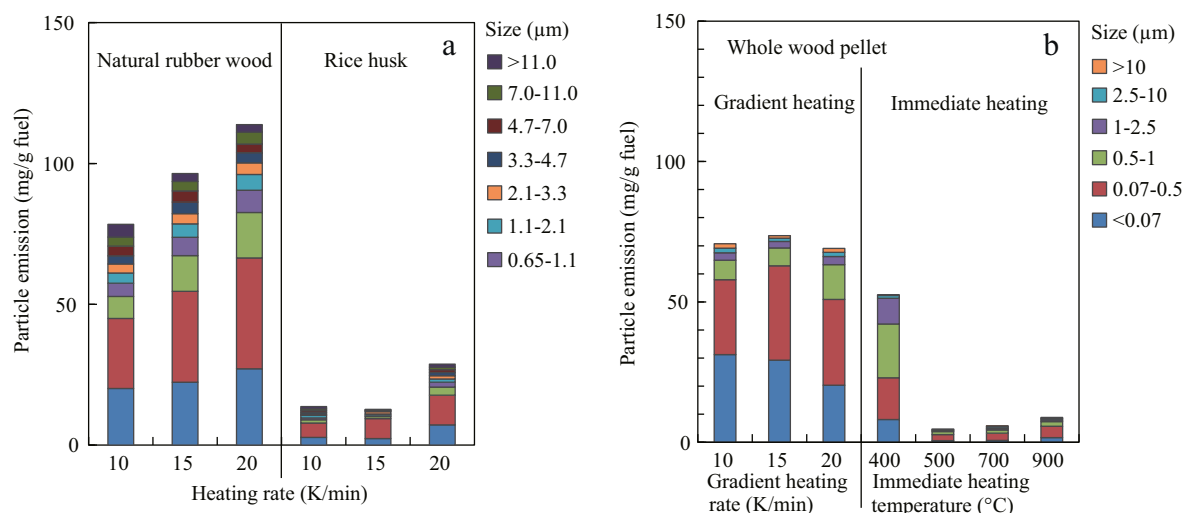 150
100
50
0
Particle emission (mg/g fuel)
Natural rubber wood
Rice husk
a
10
15
20
10
15
20
Heating rate (K/min)
Size (µm)
>11.0
7.0-11.0
4.7-7.0
3.3-4.7
2.1-3.3
1.1-2.1
0.65-1.1
150
100
50
0
Particle emission (mg/g fuel)
Whole wood pellet
b
Gradient heating
Immediate heating
10
15
20
400
500
700
900
Gradient heating
rate (K/min)
Immediate heating
temperature (°C)
Size (µm)
>10
2.5-10
1-2.5
0.5-1
0.07-0.5
<0.07